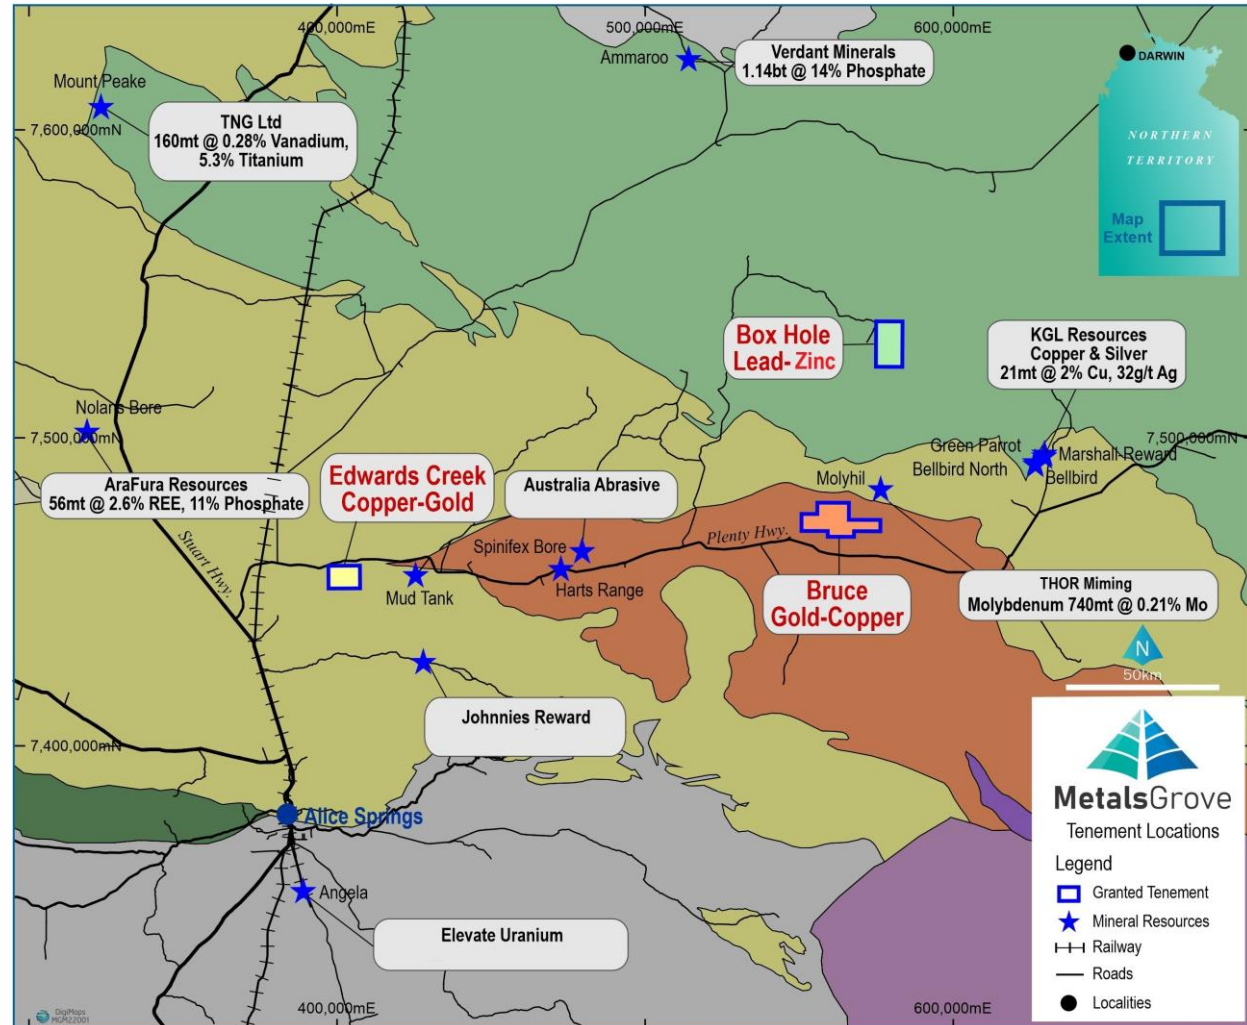 400,000mE
500,000mE
600,000mE
Ammaroo
Verdant Minerals
1.14bt @ 14% Phosphate
DARWIN
NORTHERN
TERRITORY
Map
Extent
Mount Peake
TNG Ltd
160mt @ 0.28% Vanadium,
5.3% Titanium
7,600,000mN
Box Hole
Lead- Zinc
KGL Resources
Copper & Silver
21mt @ 2% Cu, 32g/t Ag
Nolans Bore
7,500,000mN
7,500,000mN
Green Parrot
Marshall Reward
Bellbird North
Bellbird
AraFura Resources
56mt @ 2.6% REE, 11% Phosphate
Edwards Creek
Copper-Gold
Australia Abrasive
Molyhil
Stuart Hwy.
Plenty Hwy.
Spinifex Bore
Mud Tank
Harts Range
Bruce
Gold-Copper
THOR Miming
Molybdenum 740mt @ 0.21% Mo
N
50km
Johnnies Reward
7,400,000mN
Alice Springs
Angela
Elevate Uranium
MetalsGrove
Tenement Locations
Legend
Granted Tenement
Mineral Resources
Railway
Roads
Localities
400,000mE
600,000mE
DigiMaps
MGM22001